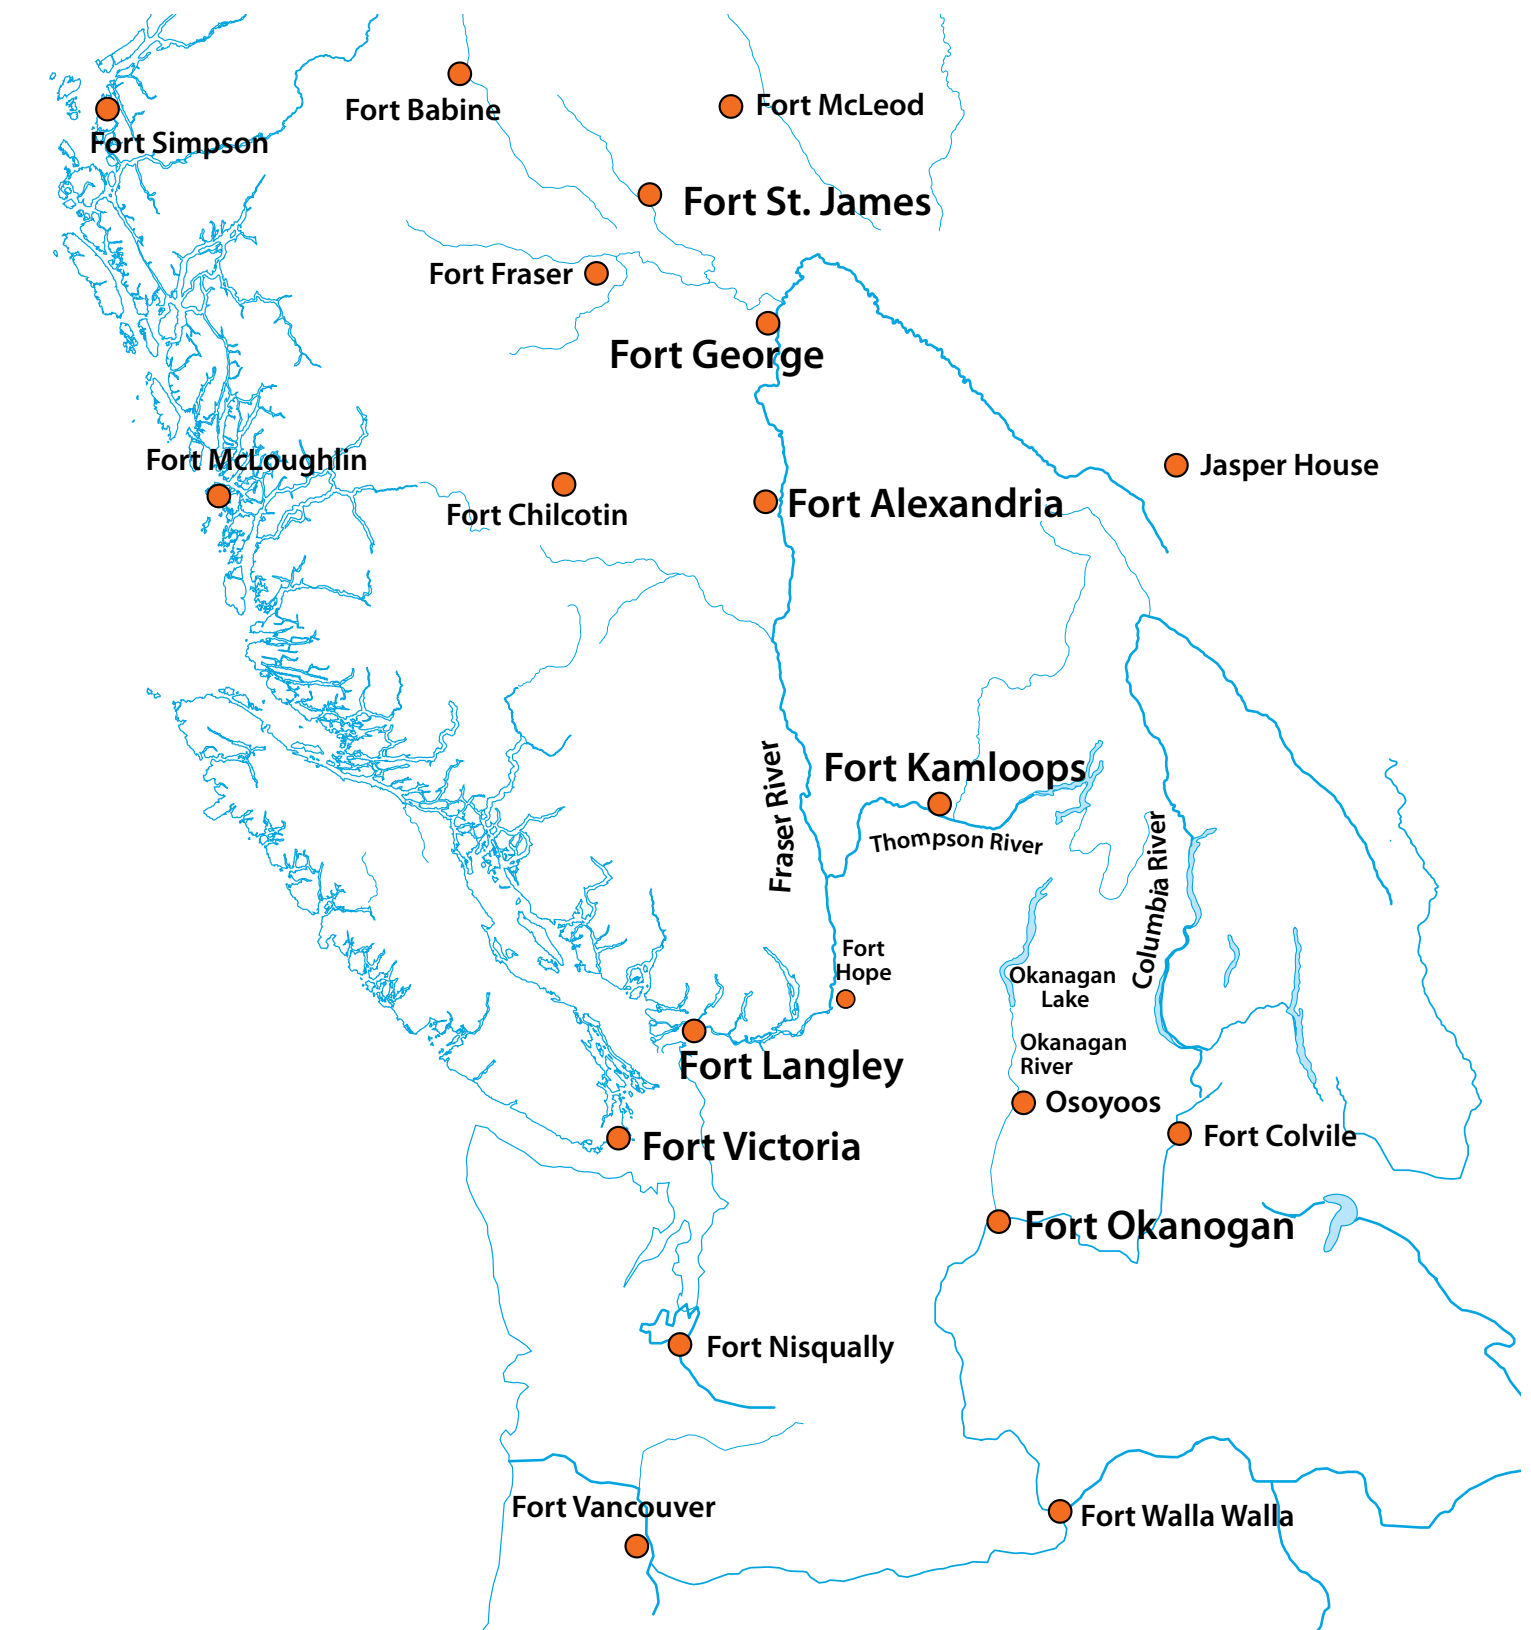 Fort Babine
Fort McLeod
Fort Simpson
Fort St. James
Fort Fraser
Fort George
Fort McLoughlin
Jasper House
Fort Chilcotin
Fort Alexandria
Fraser River
Fort Kamloops
Thompson River
Columbia River
Fort
Hope
Okanagan
Lake
Okanagan
River
Fort Langley
Osoyoos
Fort Victoria
Fort Colvile
Fort Okanogan
Fort Nisqually
Fort Vancouver
Fort Walla Walla